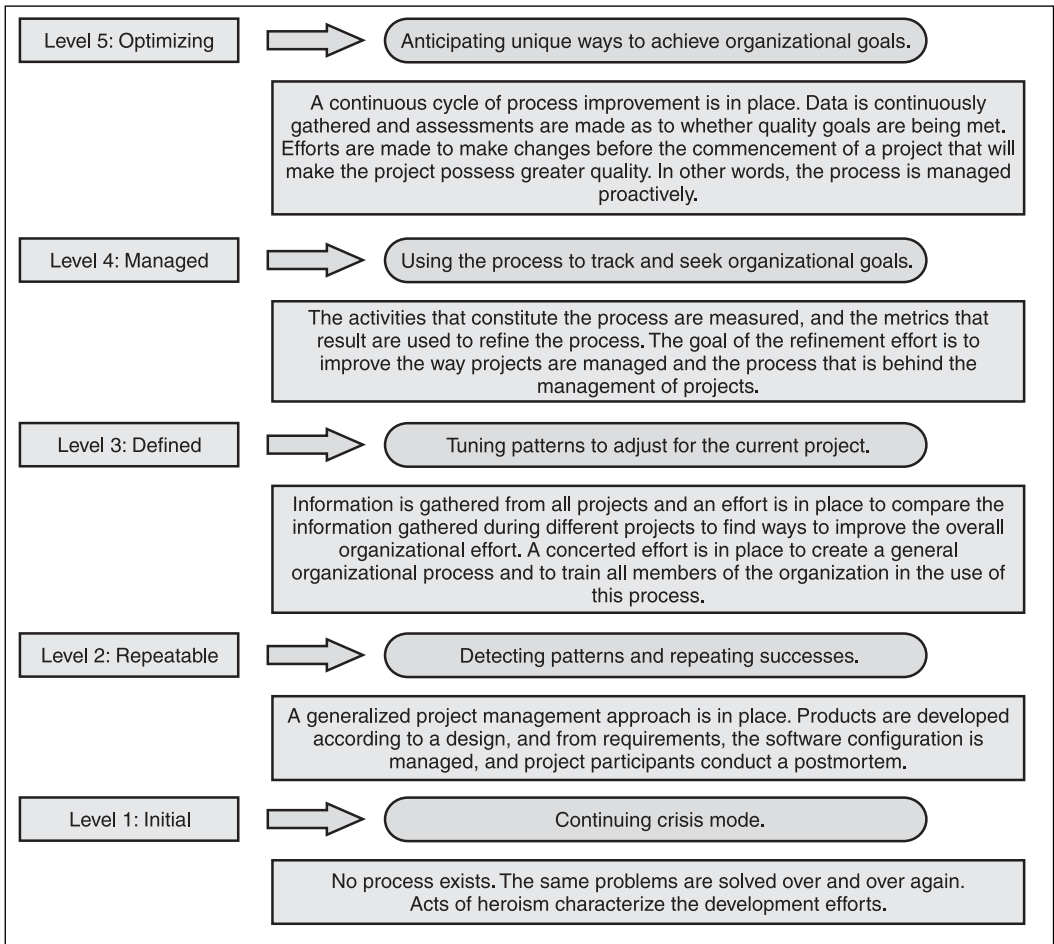 Level 5: Optimizing
Anticipating unique ways to achieve organizational goals.
A continuous cycle of process improvement is in place. Data is continuously
gathered and assessments are made as to whether quality goals are being met.
Efforts are made to make changes before the commencement of a project that will
make the project possess greater quality. In other words, the process is managed
proactively.
Level 4: Managed
Using the process to track and seek organizational goals.
The activities that constitute the process are measured, and the metrics that
result are used to refine the process. The goal of the refinement effort is to
improve the way projects are managed and the process that is behind the
management of projects.
Level 3: Defined
Tuning patterns to adjust for the current project.
Information is gathered from all projects and an effort is in place to compare the
information gathered during different projects to find ways to improve the overall
organizational effort. A concerted effort is in place to create a general
organizational process and to train all members of the organization in the use of
this process.
Level 2: Repeatable
Detecting patterns and repeating successes.
A generalized project management approach is in place. Products are developed
according to a design, and from requirements, the software configuration is
managed, and project participants conduct a postmortem.
Level 1: Initial
Continuing crisis mode.
No process exists. The same problems are solved over and over again.
Acts of heroism characterize the development efforts.